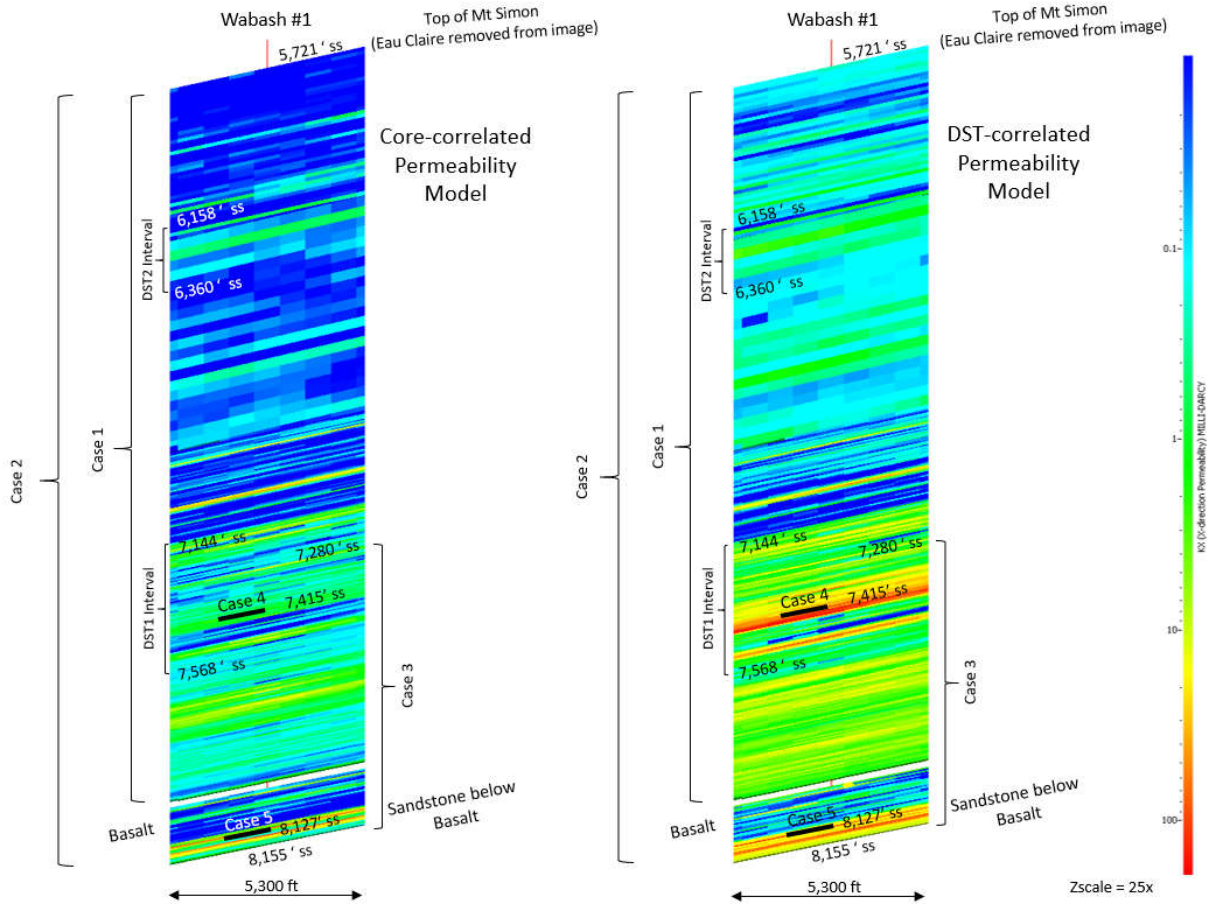 Wabash #1
5,721 ‘ ss
Top of Mt Simon
(Eau Claire removed from image)
Core-correlated
Permeability
Model
6,158 ‘ ss
DST2 Interval
6,360 ‘ ss
Case 1
Case 2
7,144 ‘ ss
7,280 ‘ ss
DST1 Interval
Case 4
7,415’ ss
7,568 ‘ ss
Case 3
Basalt
Case 5
8,127’ ss
8,155 ‘ ss
Sandstone below
Basalt
5,300 ft
Wabash #1
5,721 ‘ ss
Top of Mt Simon
(Eau Claire removed from image)
DST-correlated
Permeability
Model
6,158 ‘ ss
DST2 Interval
6,360 ‘ ss
Case 1
Case 2
7,144 ‘ ss
7,280 ‘ ss
DST1 Interval
Case 4
7,415’ ss
7,568 ‘ ss
Case 3
Basalt
Case 5
8,127’ ss
8,155 ‘ ss
Sandstone below
Basalt
5,300 ft
0.1
1
10
100
KX (X-direction Permeability) MILLI-DARCY
Zscale = 25x